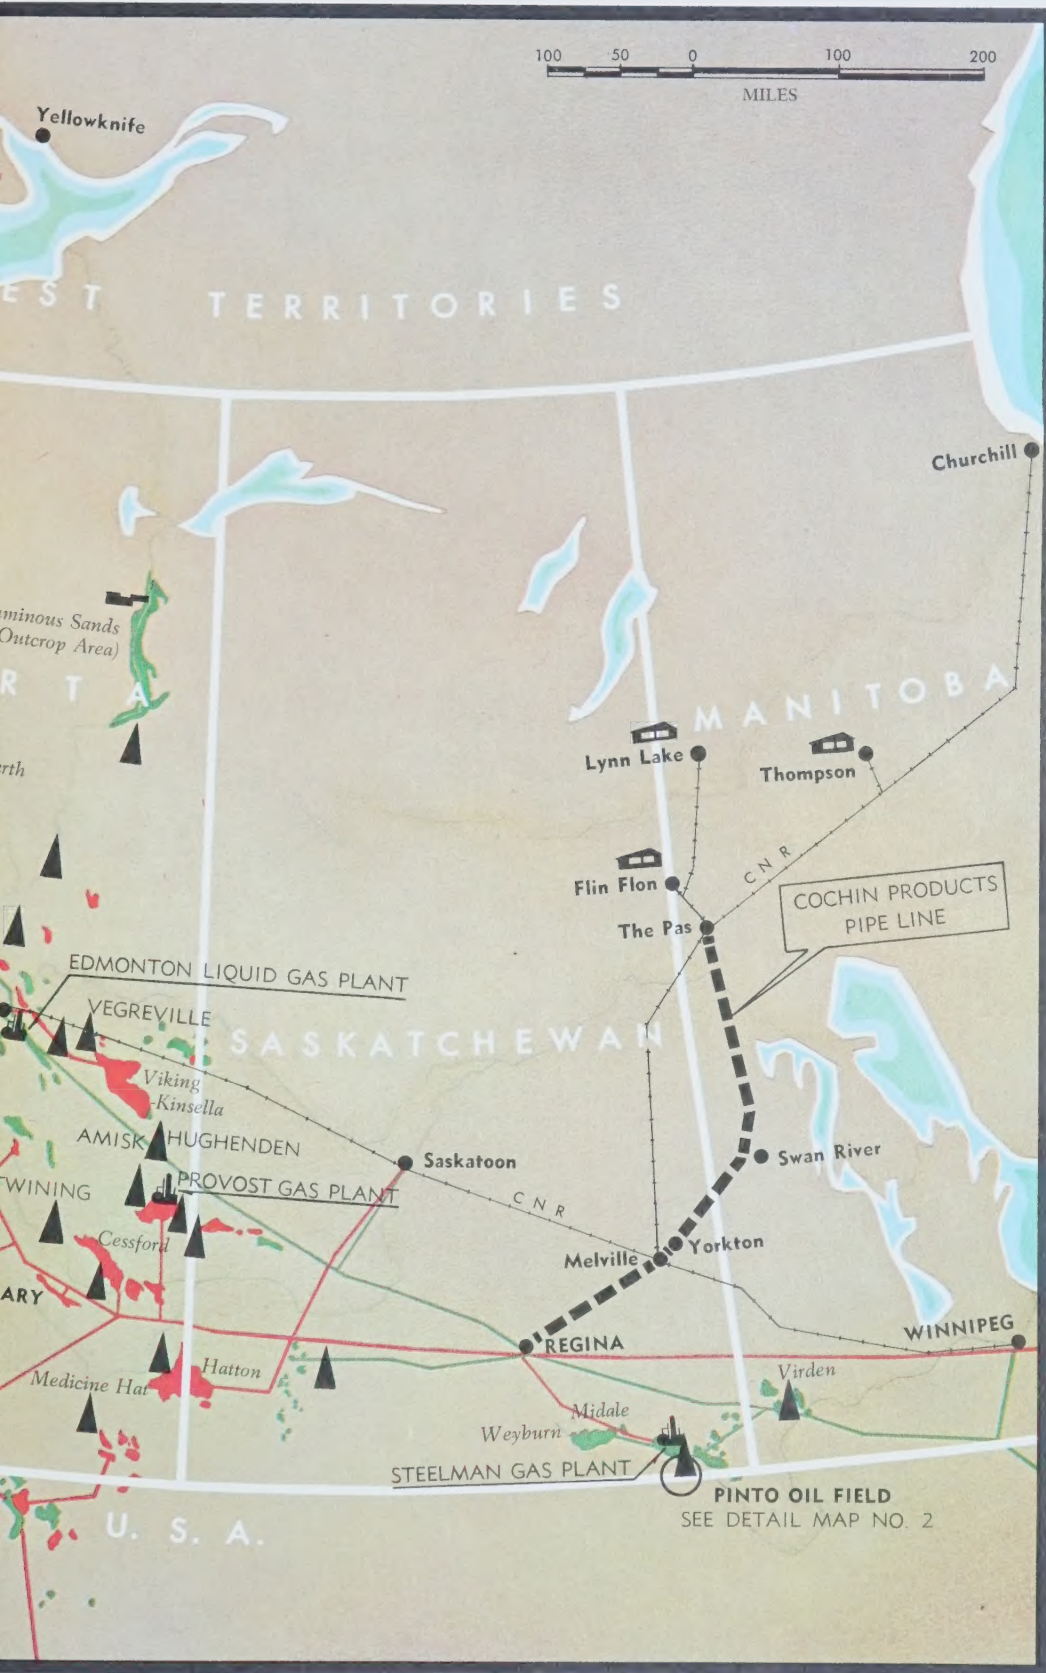 100 50 0 100 200
MILES
Yellowknife
EST TERRITORIES
Churchill
uminous Sands
Outcrop Area)
RTA
MANITOBA
Lynn Lake
Thompson
rth
CNR
Flin Flon
COCHIN PRODUCTS
PIPE LINE
The Pas
EDMONTON LIQUID GAS PLANT
VEGREVILLE
SASKATCHEWAN
Viking
-Kinsella
AMISK HUGHENDEN
Saskatoon
Swan River
PROVOST GAS PLANT
TWINING
CNR
Cessford
Yorkton
Melville
ARY
REGINA
WINNIPEG
Hatton
Virden
Medicine Hat
Midale
Weyburn
STEELMAN GAS PLANT
PINTO OIL FIELD
SEE DETAIL MAP NO. 2
U. S. A.